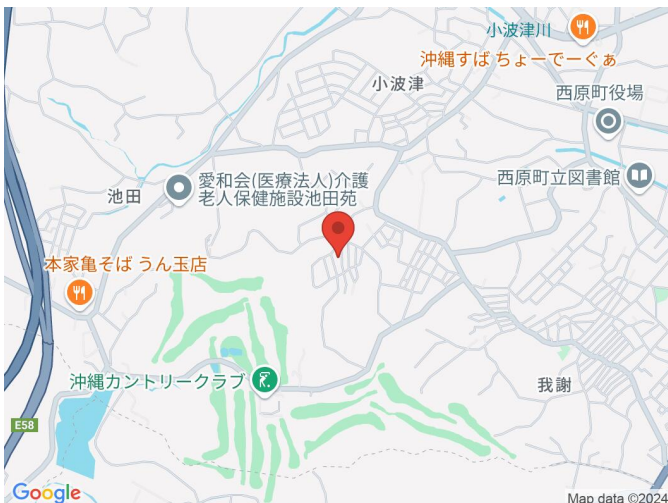 小波津川
沖縄すば ちょーでーぐぁ
小波津
西原町役場
愛和会(医療法人)介護
老人保健施設池田苑
西原町立図書館
池田
本家亀そば うん玉店
沖縄カントリークラブ
我謝
E58
Google
Map data ©2024